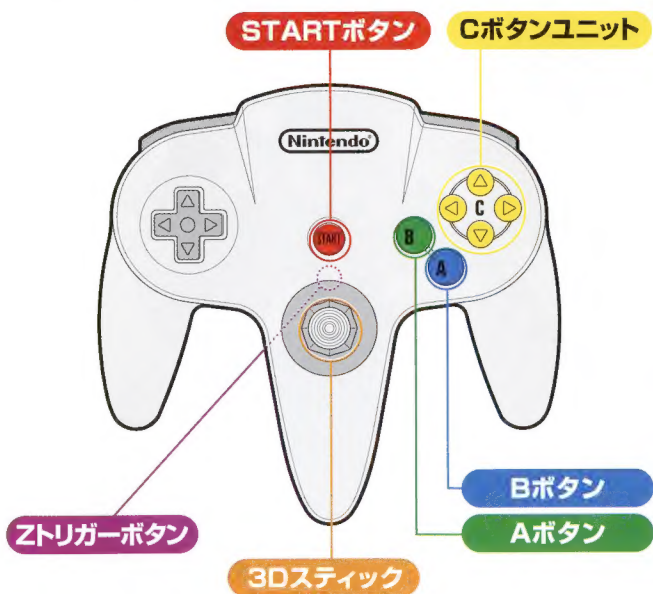 STARTボタン
Cボタンユニット
Nintendo
C
START
B
A
Bボタン
Aボタン
Zトリガーボタン
3Dスティック